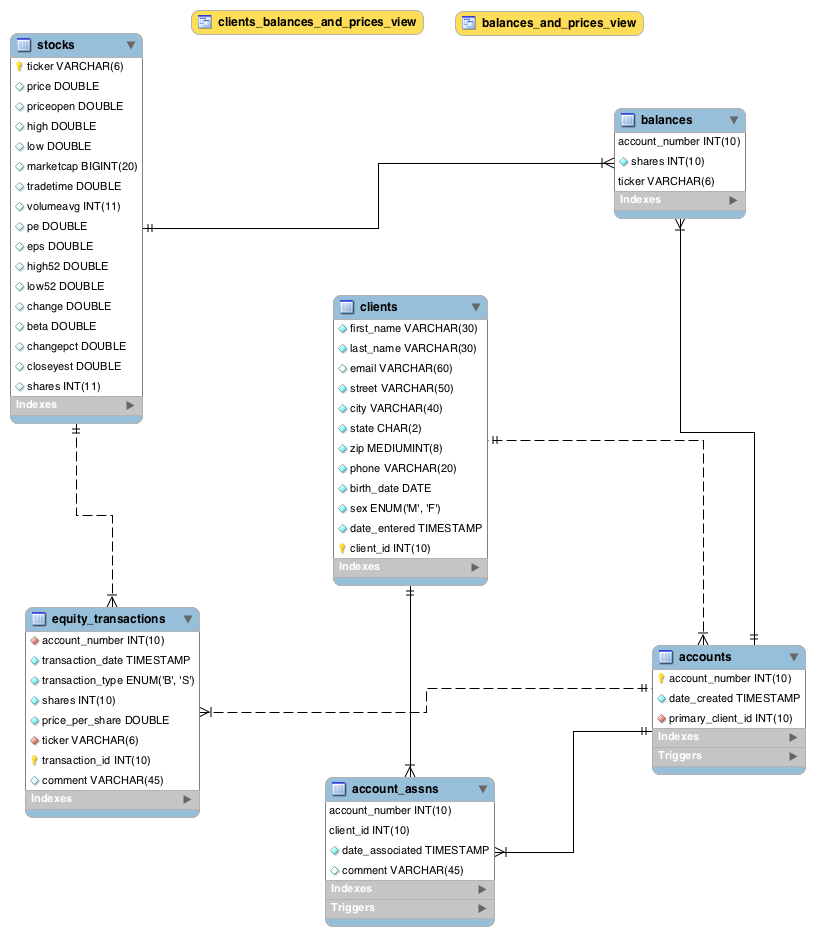 clients_balances_and_prices_view
balances_and_prices_view
stocks
ticker VARCHAR(6)
price DOUBLE
priceopen DOUBLE
high DOUBLE
low DOUBLE
marketcap BIGINT(20)
tradetime DOUBLE
volumeavg INT(11)
pe DOUBLE
eps DOUBLE
high52 DOUBLE
low52 DOUBLE
change DOUBLE
beta DOUBLE
changepct DOUBLE
closeyest DOUBLE
shares INT(11)
Indexes
balances
account_number INT(10)
shares INT(10)
ticker VARCHAR(6)
Indexes
clients
first_name VARCHAR(30)
last_name VARCHAR(30)
email VARCHAR(60)
street VARCHAR(50)
city VARCHAR(40)
state CHAR(2)
zip MEDIUMINT(8)
phone VARCHAR(20)
birth_date DATE
sex ENUM('M', 'F')
date_entered TIMESTAMP
client_id INT(10)
Indexes
equity_transactions
account_number INT(10)
transaction_date TIMESTAMP
transaction_type ENUM('B', 'S')
shares INT(10)
price_per_share DOUBLE
ticker VARCHAR(6)
transaction_id INT(10)
comment VARCHAR(45)
Indexes
accounts
account_number INT(10)
date_created TIMESTAMP
primary_client_id INT(10)
Indexes
Triggers
account_assns
account_number INT(10)
client_id INT(10)
date_associated TIMESTAMP
comment VARCHAR(45)
Indexes
Triggers